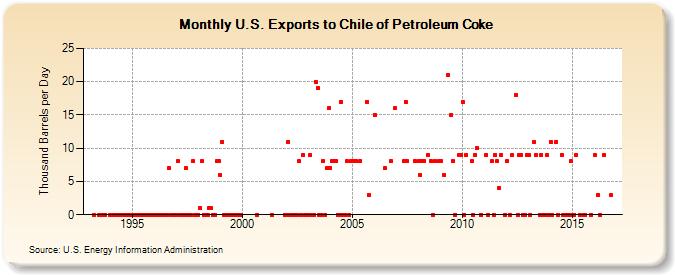 Monthly U.S. Exports to Chile of Petroleum Coke
Thousand Barrels per Day
25
20
15
10
5
0
1995 2000 2005 2010 2015
Source: U.S. Energy Information Administration